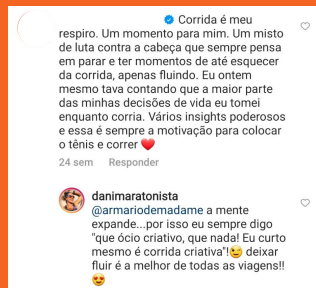 Corrida é meu
respiro. Um momento para mim. Um misto
de luta contra a cabeça que sempre pensa
em parar e ter momentos de até esquecer
da corrida, apenas fluindo. Eu ontem
mesmo tava contando que a maior parte
das minhas decisões de vida eu tomei
enquanto corria. Vários insights poderosos
e essa é sempre a motivação para colocar
o tênis e correr ❤️
24 sem Responder
danimaratonista
@armariodemadame a mente
expande...por isso eu sempre digo
"que ócio criativo, que nada! Eu curto
mesmo é corrida criativa"!😉 deixar
fluir é a melhor de todas as viagens!!
😍